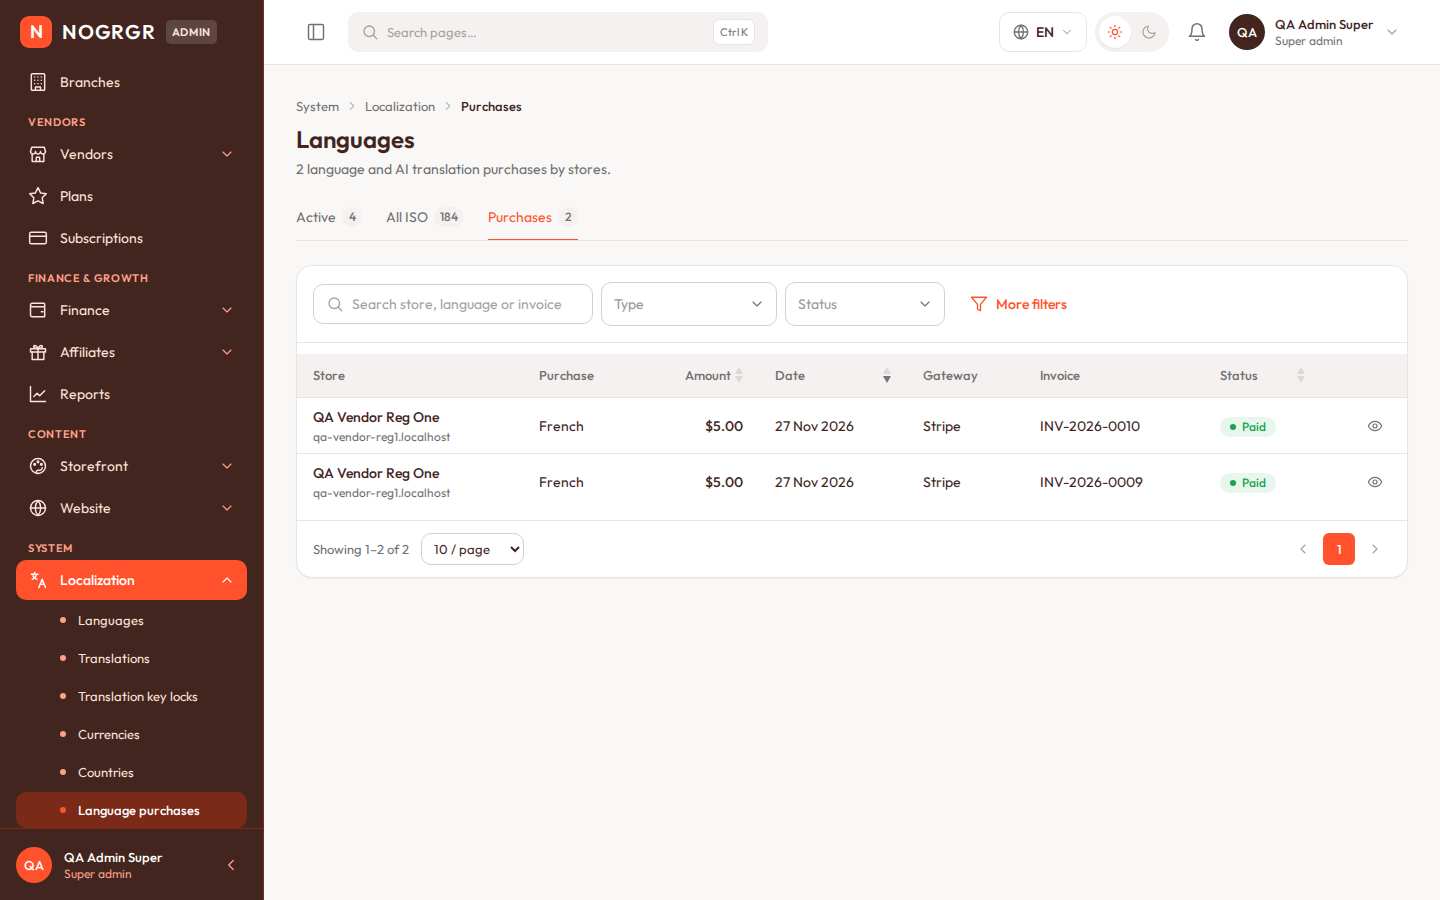 N NOGRGR ADMIN
Search pages...
Ctrl K
EN
QA
QA Admin Super
Super admin
Branches
VENDORS
Vendors
Plans
Subscriptions
FINANCE & GROWTH
Finance
Affiliates
Reports
CONTENT
Storefront
Website
SYSTEM
Localization
Languages
Translations
Translation key locks
Currencies
Countries
Language purchases
QA
QA Admin Super
Super admin
System > Localization > Purchases
Languages
2 language and AI translation purchases by stores.
Active 4 All ISO 184 Purchases 2
Search store, language or invoice Type Status More filters
Store Purchase Amount Date Gateway Invoice Status
QA Vendor Reg One
qa-vendor-reg1.localhost
French $5.00 27 Nov 2026 Stripe INV-2026-0010 Paid
QA Vendor Reg One
qa-vendor-reg1.localhost
French $5.00 27 Nov 2026 Stripe INV-2026-0009 Paid
Showing 1–2 of 2 10 / page 1